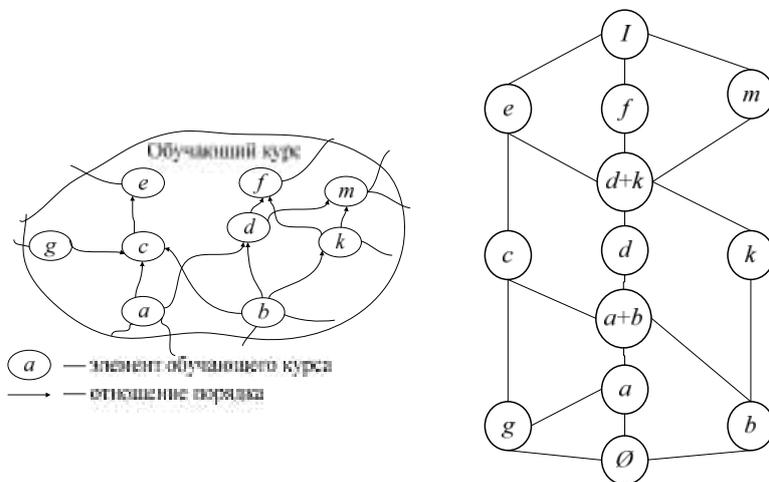 Обучающий курс
e
f
m
d
g
c
k
a
b
a — элемент обучающего курса
— отношение порядка
I
e
f
m
d+k
c
d
k
a+b
a
g
b
Ø